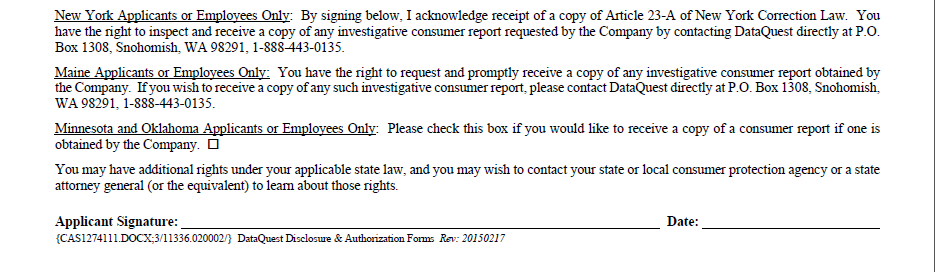 New York Applicants or Employees Only: By signing below, I acknowledge receipt of a copy of Article 23-A of New York Correction Law. You
have the right to inspect and receive a copy of any investigative consumer report requested by the Company by contacting DataQuest directly at P.O.
Box 1308, Snohomish, WA 98291, 1-888-443-0135.
Maine Applicants or Employees Only: You have the right to request and promptly receive a copy of any investigative consumer report obtained by
the Company. If you wish to receive a copy of any such investigative consumer report, please contact DataQuest directly at P.O. Box 1308, Snohomish,
WA 98291, 1-888-443-0135.
Minnesota and Oklahoma Applicants or Employees Only: Please check this box if you would like to receive a copy of a consumer report if one is
obtained by the Company. ☐
You may have additional rights under your applicable state law, and you may wish to contact your state or local consumer protection agency or a state
attorney general (or the equivalent) to learn about those rights.
Applicant Signature: Date:
{CAS1274111.DOCX;3/11336.020002/} DataQuest Disclosure & Authorization Forms Rev: 20150217